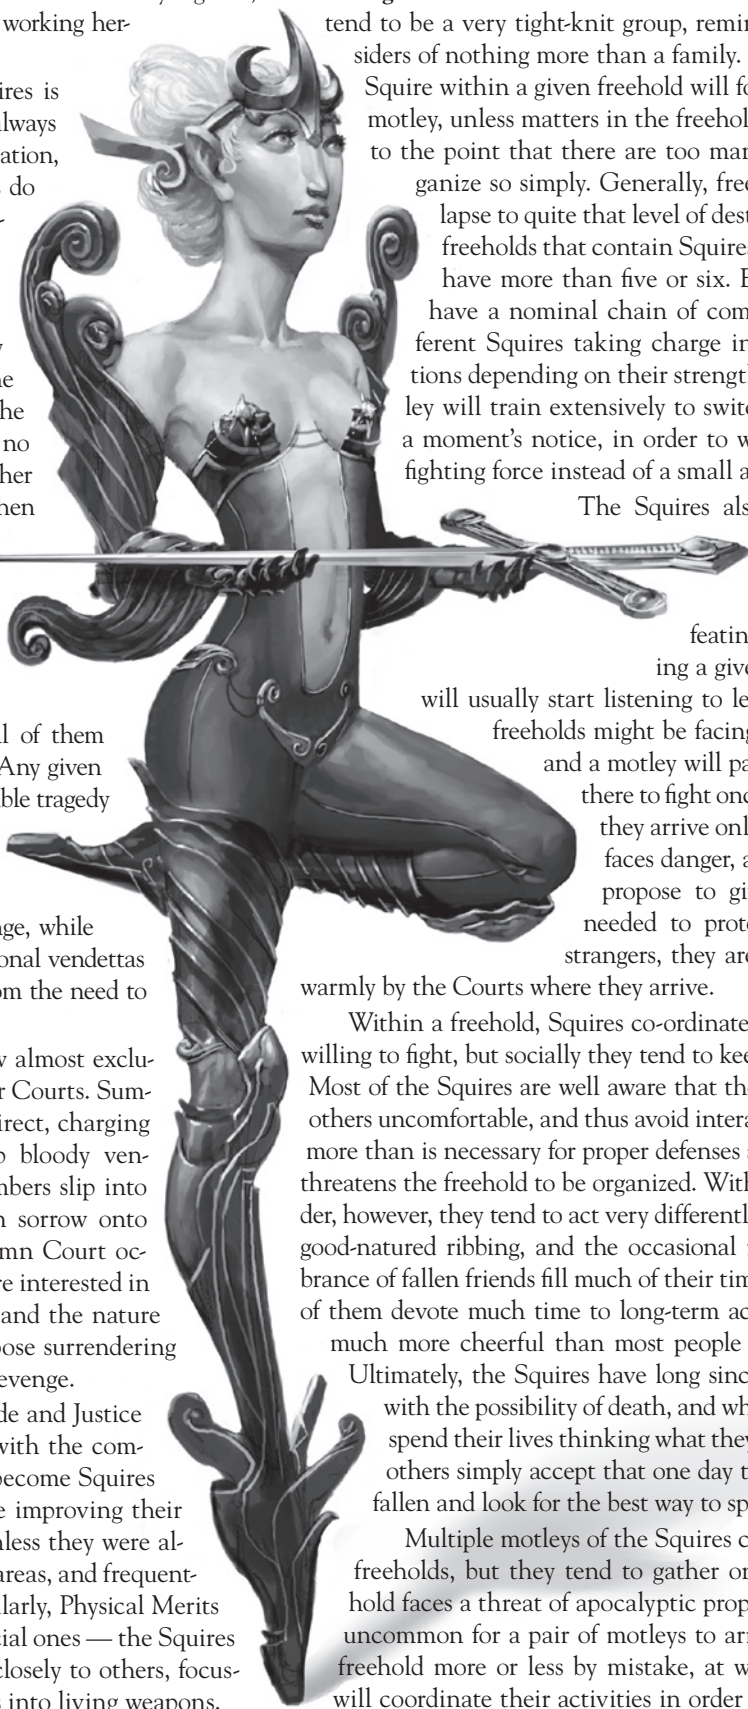 working her-
ires is
lways
ation,
do
-
he
he
no
her
hen
ll of them
Any given
ble tragedy
ge, while
onal vendettas
om the need to
w almost exclu-
r Courts. Sum-
irect, charging
o bloody ven-
mbers slip into
n sorrow onto
mn Court oc-
re interested in
and the nature
pose surrendering
evenge.
de and Justice
with the com-
become Squires
e improving their
nless they were al-
areas, and frequent-
larly, Physical Merits
cial ones — the Squires
closely to others, focus-
s into living weapons.
tend to be a very tight-knit group, remin
siders of nothing more than a family.
Squire within a given freehold will fo
motley, unless matters in the freehol
to the point that there are too mar
ganize so simply. Generally, free
lapse to quite that level of dest
freeholds that contain Squires
have more than five or six. E
have a nominal chain of com
ferent Squires taking charge in
tions depending on their strengt
ley will train extensively to switc
a moment's notice, in order to w
fighting force instead of a small a
The Squires als
featin
ing a give
will usually start listening to le
freeholds might be facing
and a motley will pa
there to fight onc
they arrive onl
faces danger, a
propose to gi
needed to prote
strangers, they are
warmly by the Courts where they arrive.
Within a freehold, Squires co-ordinate
willing to fight, but socially they tend to kee
Most of the Squires are well aware that the
others uncomfortable, and thus avoid intera
more than is necessary for proper defenses
threatens the freehold to be organized. With
der, however, they tend to act very differentl
good-natured ribbing, and the occasional
brance of fallen friends fill much of their tim
of them devote much time to long-term ac
much more cheerful than most people
Ultimately, the Squires have long sinc
with the possibility of death, and wh
spend their lives thinking what they
others simply accept that one day t
fallen and look for the best way to sp
Multiple motleys of the Squires c
freeholds, but they tend to gather or
hold faces a threat of apocalyptic prop
uncommon for a pair of motleys to arr
freehold more or less by mistake, at w
will coordinate their activities in order